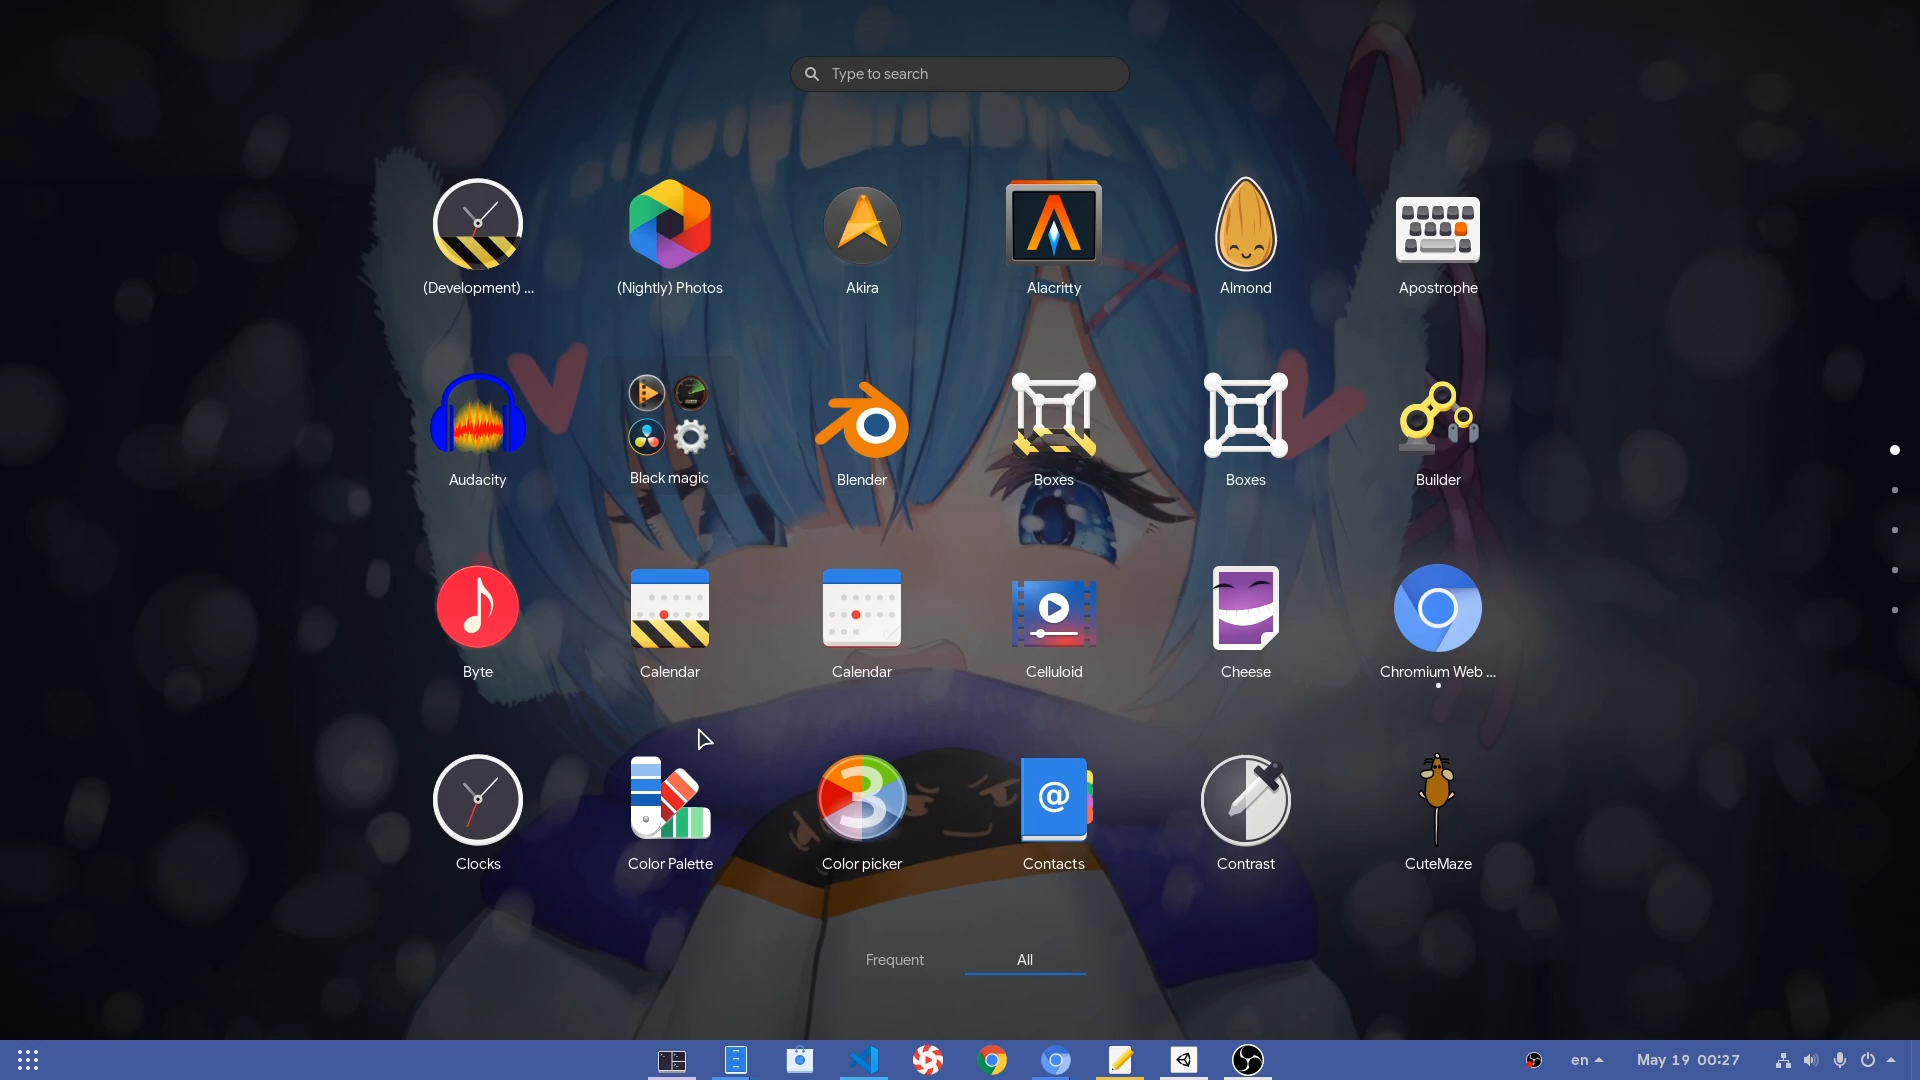 Type to search
(Development) ...
(Nightly) Photos
Akira
Alacritty
Almond
Apostrophe
Audacity
Black magic
Blender
Boxes
Boxes
Builder
Byte
Calendar
Calendar
Celluloid
Cheese
Chromium Web ...
3
@
Clocks
Color Palette
Color picker
Contacts
Contrast
CuteMaze
Frequent
All
en
May 19 00:27